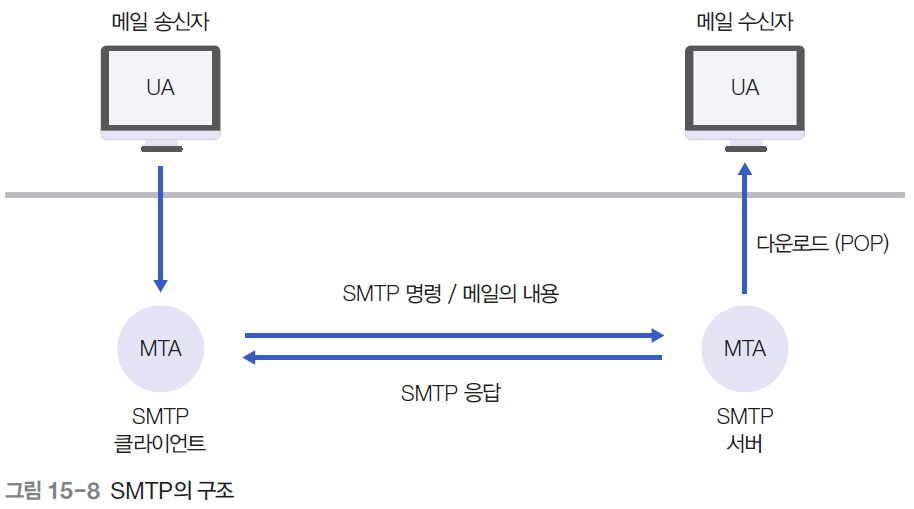 메일 송신자
메일 수신자
UA
UA
다운로드 (POP)
SMTP 명령 / 메일의 내용
MTA
MTA
SMTP 응답
SMTP
클라이언트
SMTP
서버
그림 15-8 SMTP의 구조